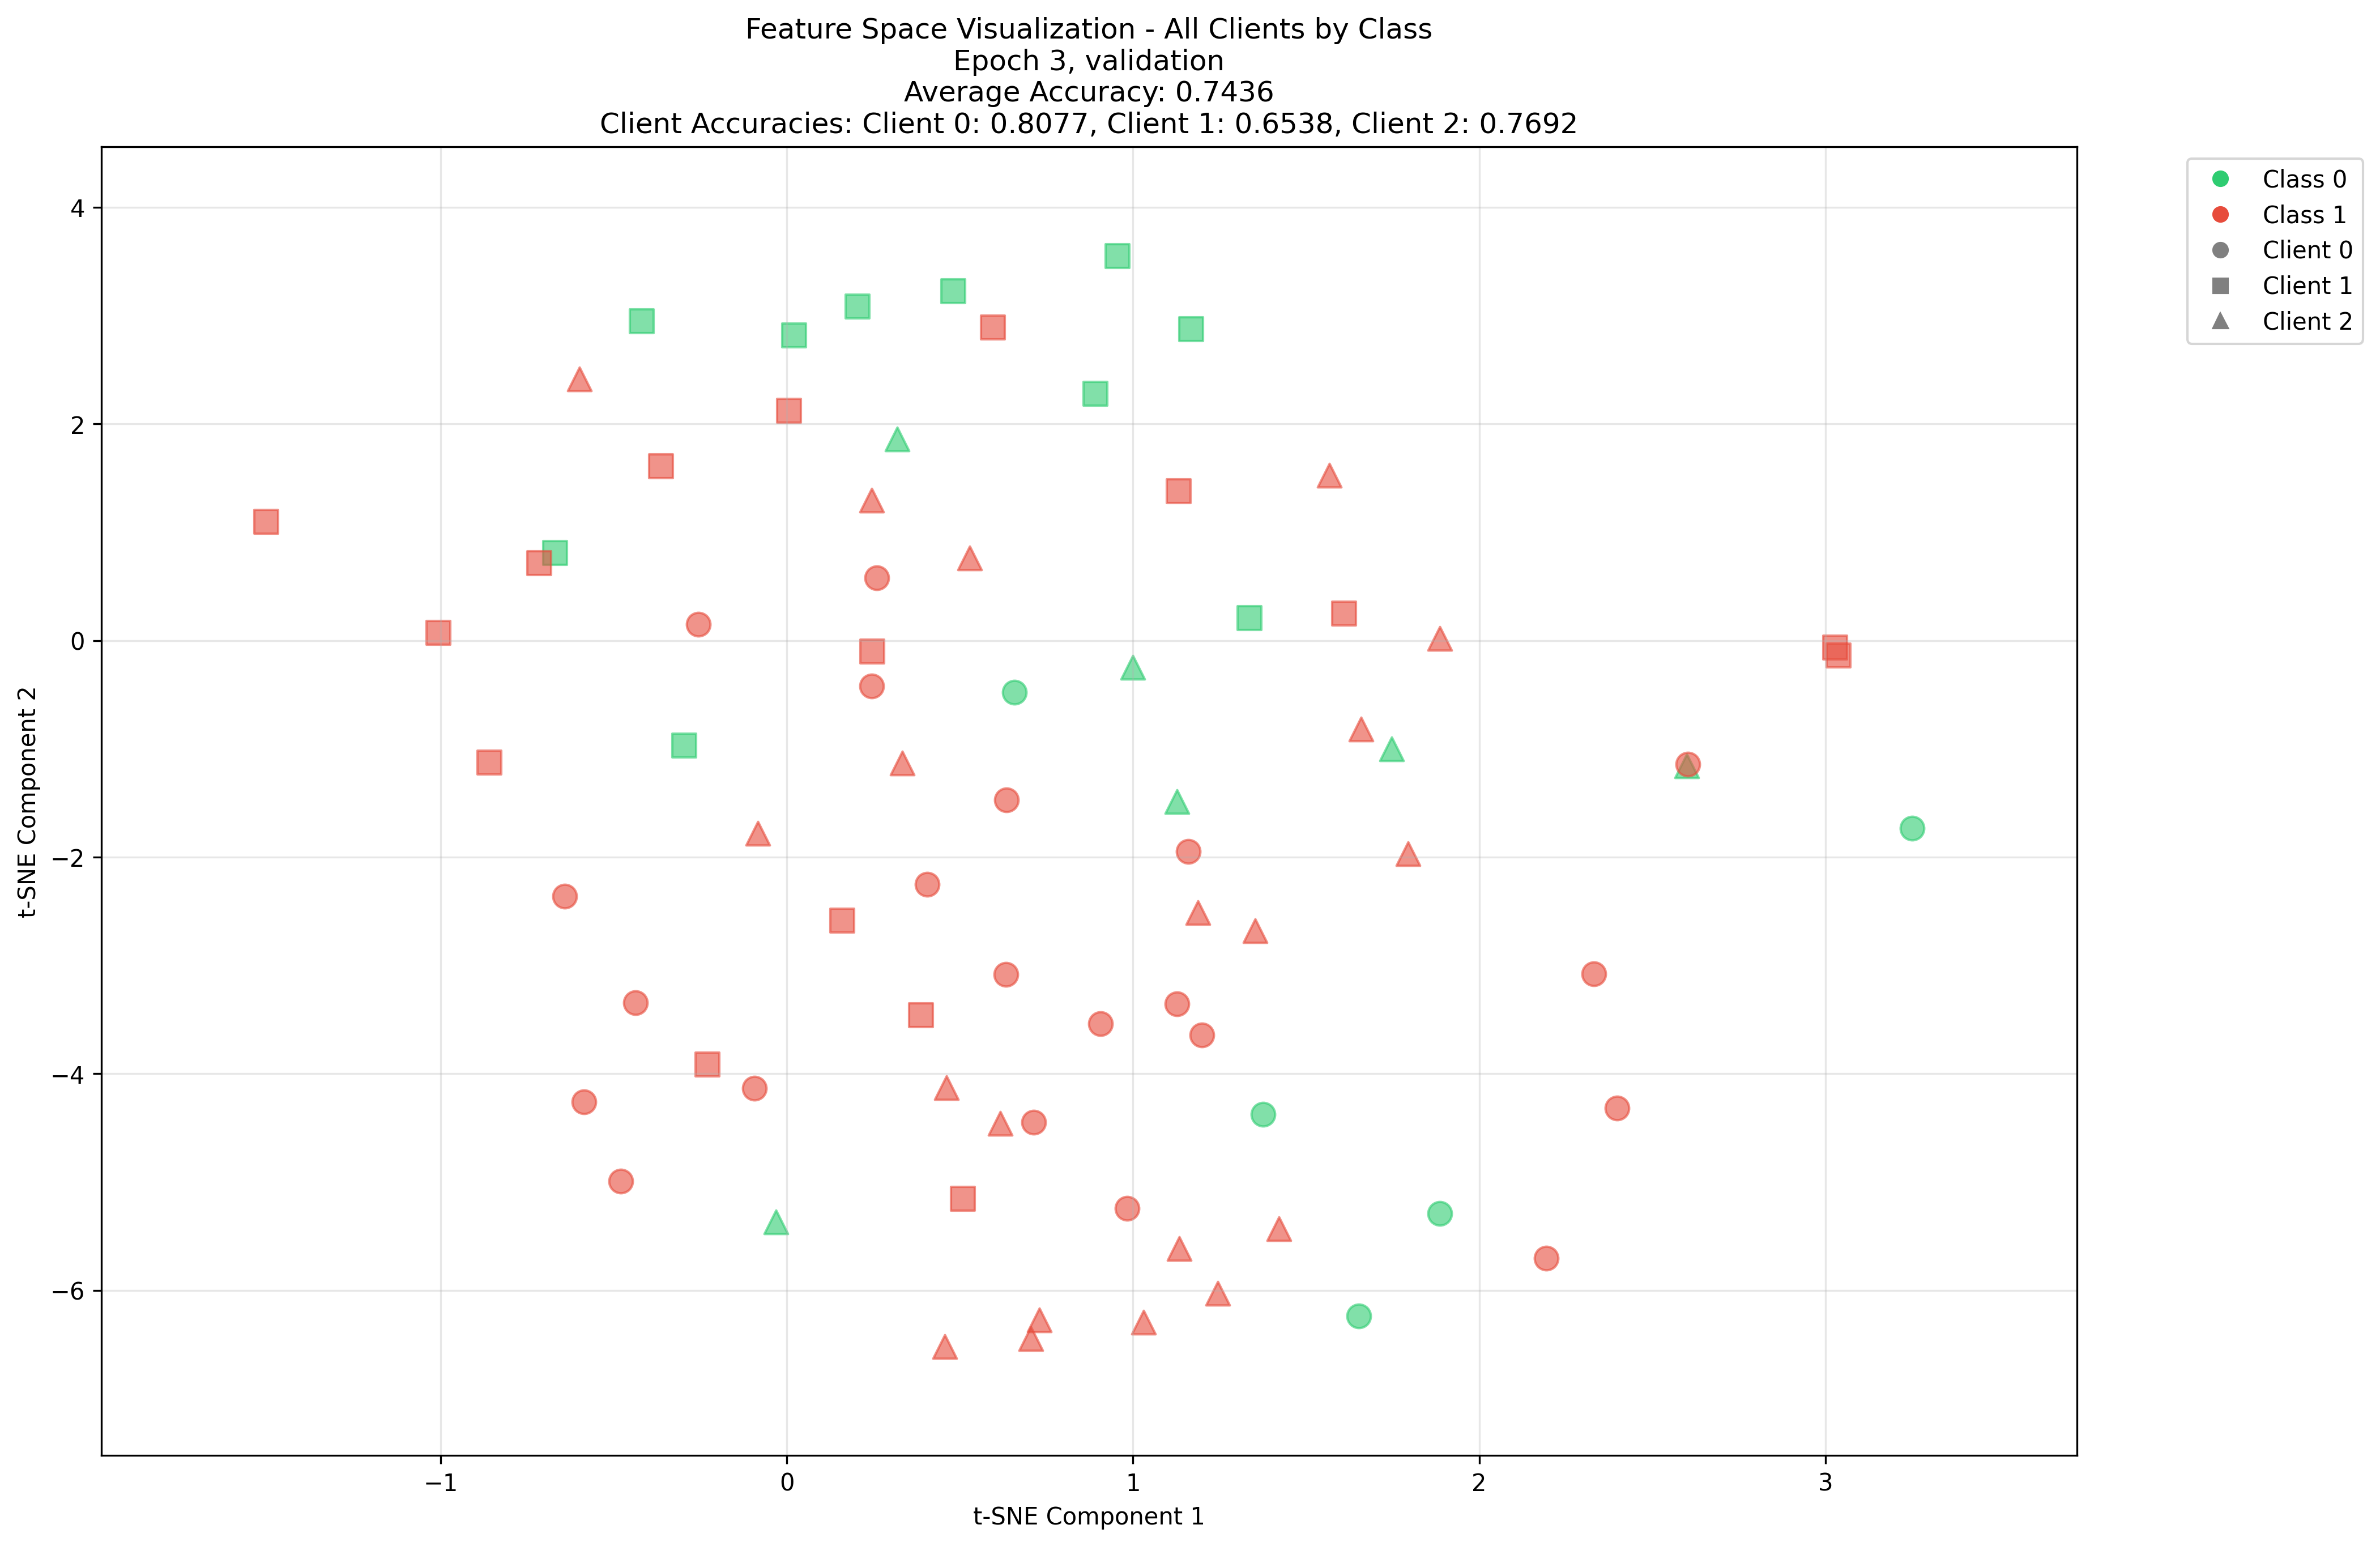 Feature Space Visualization - All Clients by Class
Epoch 3, validation
Average Accuracy: 0.7436
Client Accuracies: Client 0: 0.8077, Client 1: 0.6538, Client 2: 0.7692
Class 0
Class 1
Client 0
Client 1
Client 2
t-SNE Component 2
4
2
0
−2
−4
−6
−1
0
1
2
3
t-SNE Component 1